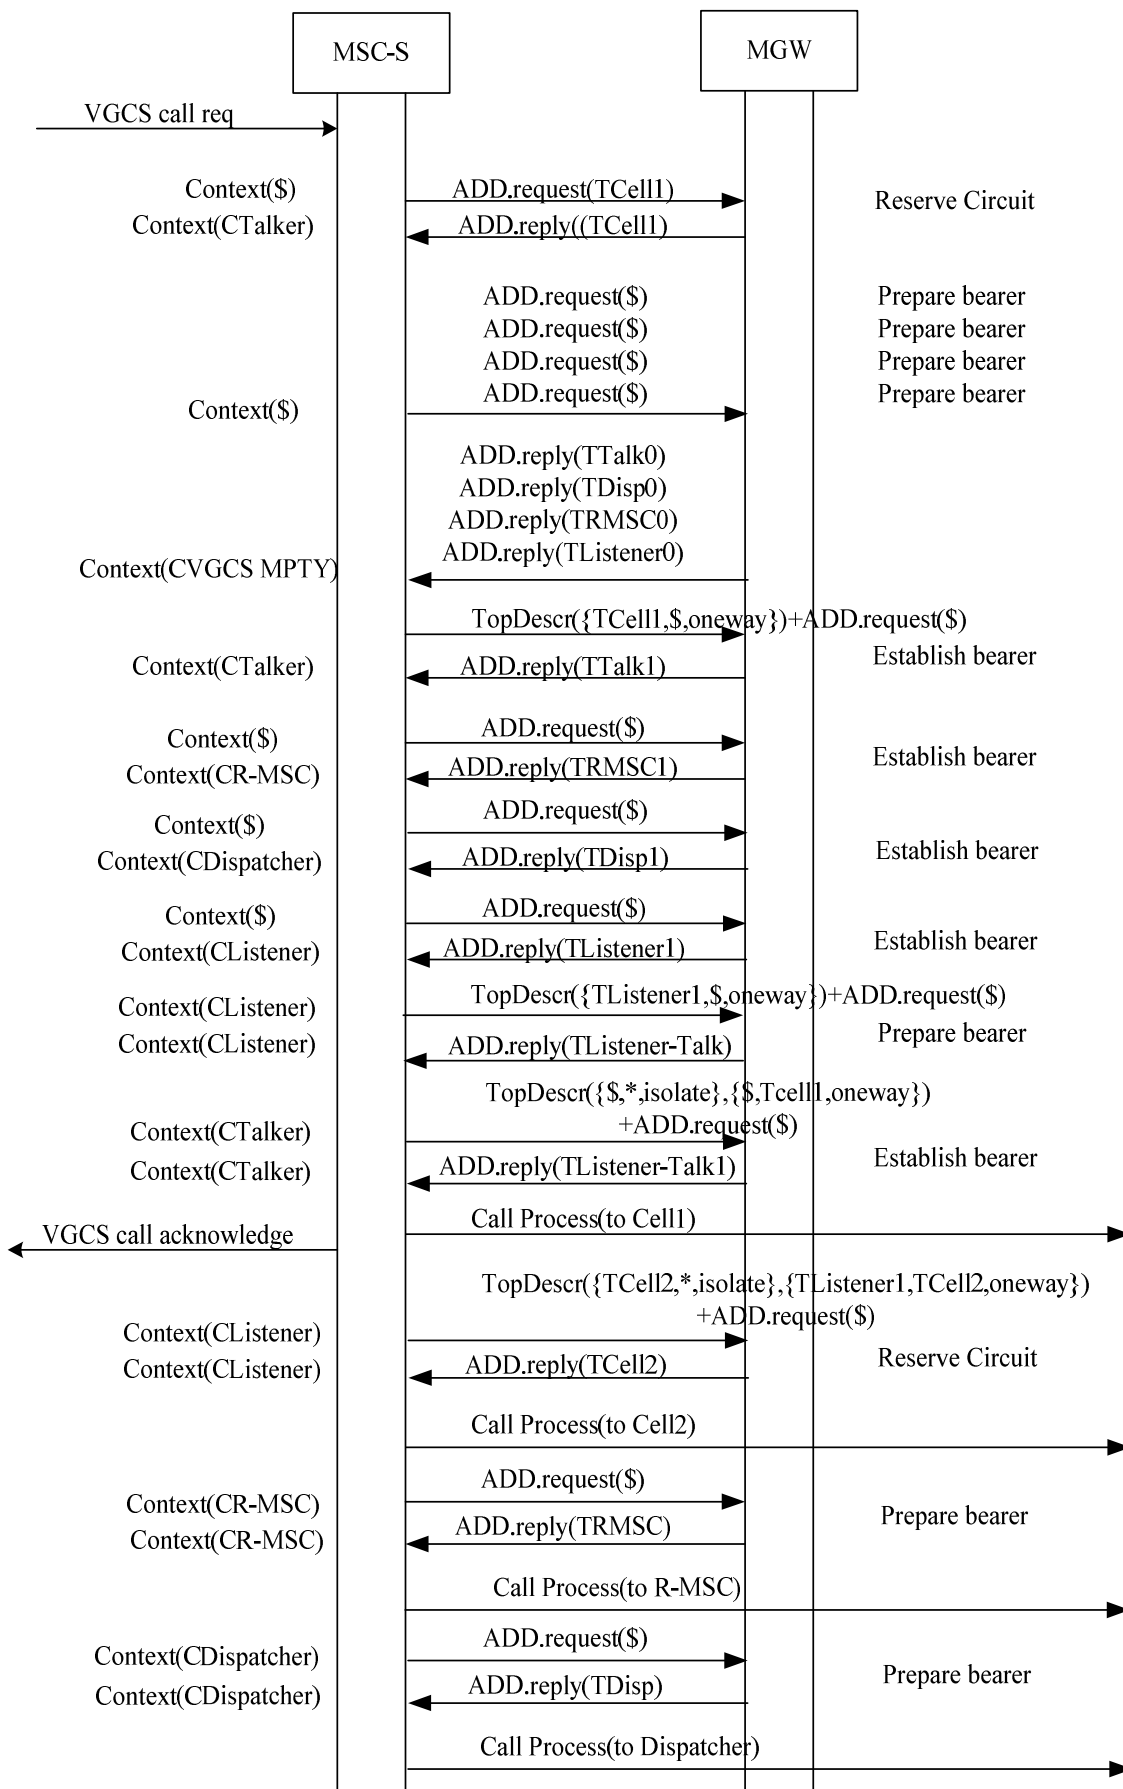 MSC-S
MGW
VGCS call req
Context($)
ADD.request(TCell1)
Reserve Circuit
Context(CTalker)
ADD.reply((TCell1)
ADD.request($)
Prepare bearer
ADD.request($)
Prepare bearer
ADD.request($)
Prepare bearer
ADD.request($)
Prepare bearer
Context($)
ADD.reply(TTalk0)
ADD.reply(TDisp0)
ADD.reply(TRMSC0)
ADD.reply(TListener0)
Context(CVGCS MPTY)
TopDescr({TCell1,$,oneway})+ADD.request($)
Establish bearer
Context(CTalker)
ADD.reply(TTalk1)
ADD.request($)
Context($)
Establish bearer
Context(CR-MSC)
ADD.reply(TRMSC1)
ADD.request($)
Context($)
Establish bearer
Context(CDispatcher)
ADD.reply(TDisp1)
ADD.request($)
Context($)
Establish bearer
Context(CListener)
ADD.reply(TListener1)
TopDescr({TListener1,$,oneway})+ADD.request($)
Context(CListener)
Prepare bearer
Context(CListener)
ADD.reply(TListener-Talk)
TopDescr({$,*,isolate},{$,Tcell1,oneway})
+ADD.request($)
Context(CTalker)
Establish bearer
Context(CTalker)
ADD.reply(TListener-Talk1)
Call Process(to Cell1)
VGCS call acknowledge
TopDescr({TCell2,*,isolate},{TListener1,TCell2,oneway})
+ADD.request($)
Context(CListener)
Reserve Circuit
Context(CListener)
ADD.reply(TCell2)
Call Process(to Cell2)
ADD.request($)
Context(CR-MSC)
Prepare bearer
Context(CR-MSC)
ADD.reply(TRMSC)
Call Process(to R-MSC)
ADD.request($)
Context(CDispatcher)
Prepare bearer
Context(CDispatcher)
ADD.reply(TDisp)
Call Process(to Dispatcher)